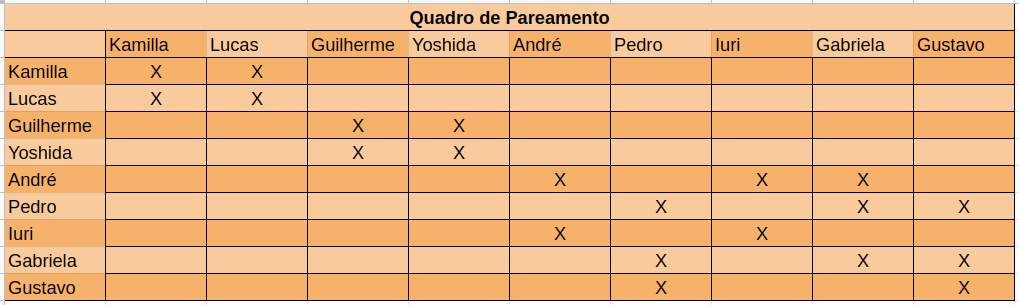 Quadro de Pareamento
Kamilla Lucas Guilherme Yoshida André Pedro Iuri Gabriela Gustavo
Kamilla X X
Lucas X X
Guilherme X X
Yoshida X X
André X X X
Pedro X X X
Iuri X X
Gabriela X X X
Gustavo X X